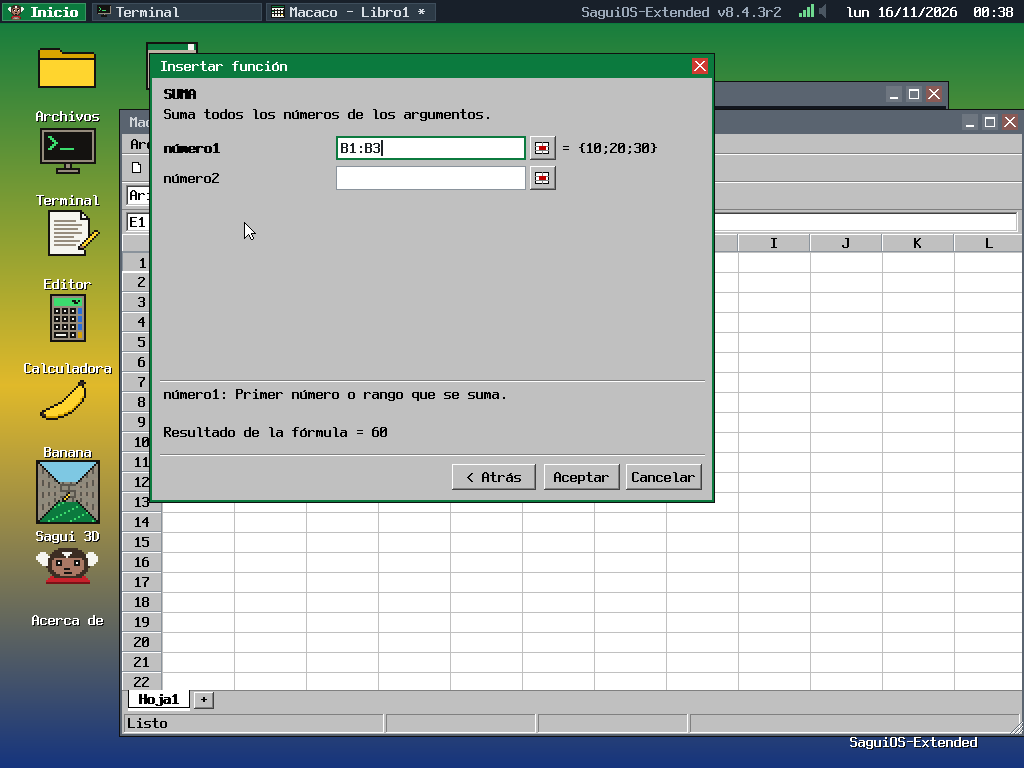 Inicio
Terminal
Macaco - Libro1 *
SaguiOS-Extended v8.4.3r2
lun 16/11/2026 00:38
Archivos
Terminal
Editor
Calculadora
Banana
Sagui 3D
Acerca de
Insertar función
SUMA
Suma todos los números de los argumentos.
número1
B1:B3
= {10;20;30}
número2
número1: Primer número o rango que se suma.
Resultado de la fórmula = 60
< Atrás
Aceptar
Cancelar
E1
I J K L
1
2
3
4
5
6
7
8
9
10
11
12
13
14
15
16
17
18
19
20
21
22
Hoja1
+
Listo
SaguiOS-Extended